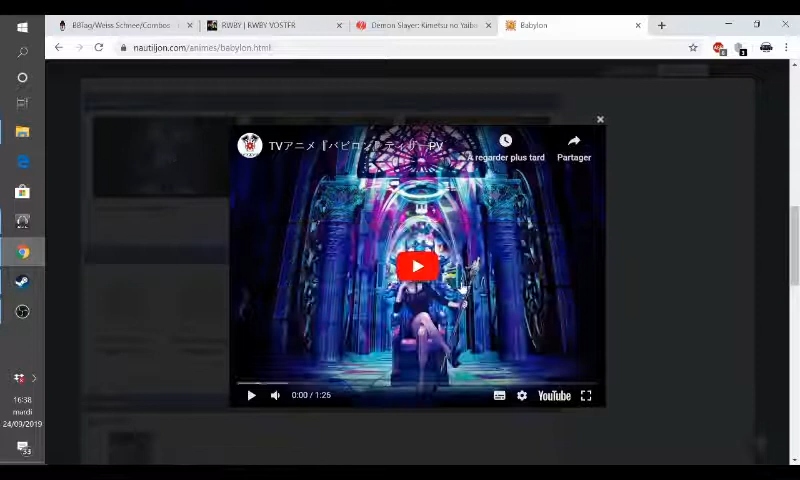 BBTag/Weiss Schnee/Combos
RWBY | RWBY VOSTFR
Demon Slayer: Kimetsu no Yaiba
Babylon
nautiljon.com/animes/babylon.html
TVアニメ『バビロン』ティザーPV
À regarder plus tard
Partager
0:00 / 1:25
YouTube
16:38
mardi
24/09/2019
33